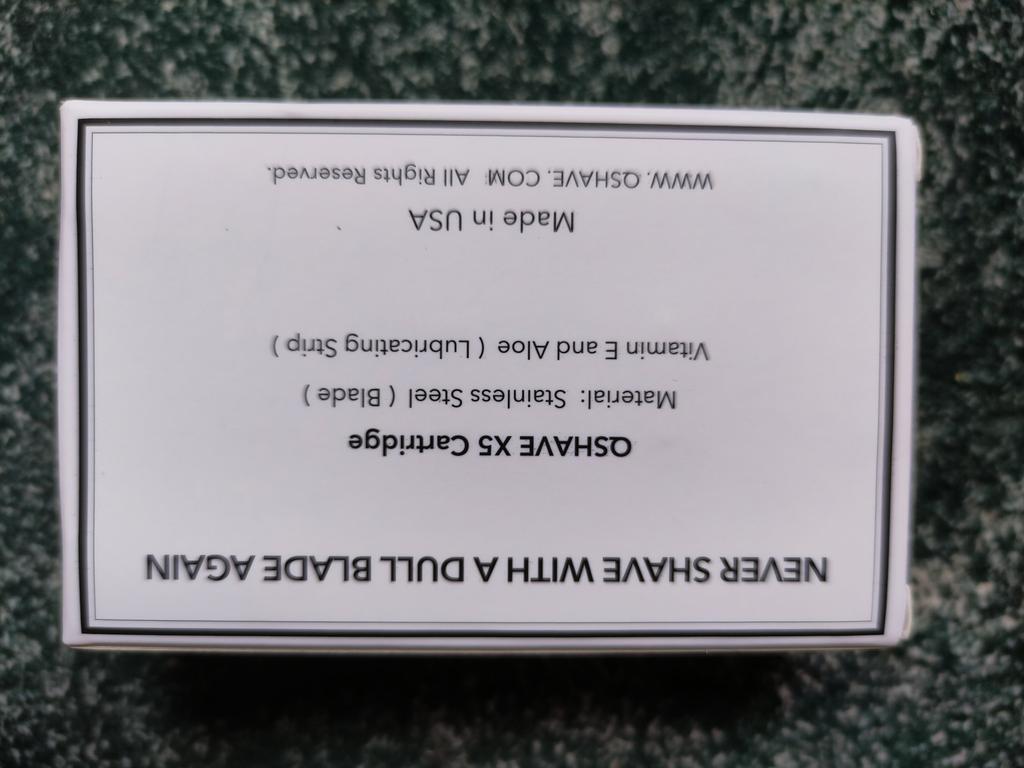 NEVER SHAVE WITH A DULL BLADE AGAIN
QSHAVE X5 Cartridge
Material: Stainless Steel ( Blade )
Vitamin E and Aloe ( Lubricating Strip )
Made in USA
WWW. QSHAVE. COM All Rights Reserved.